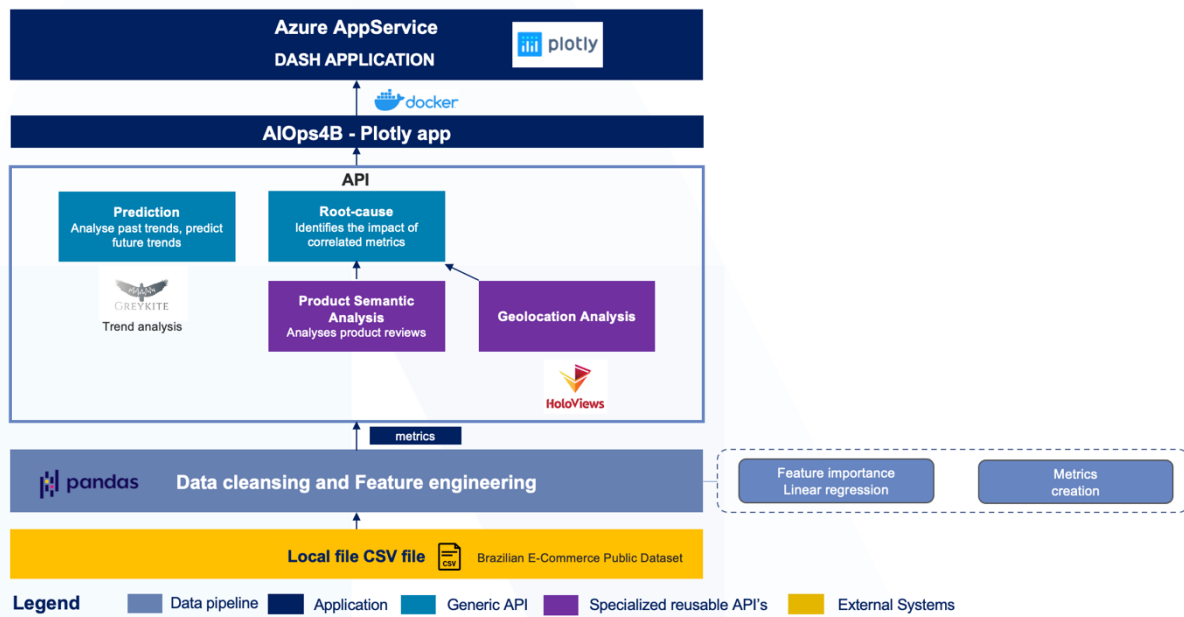 Azure AppService
DASH APPLICATION
plotly
docker
AIOps4B - Plotly app
API
Prediction
Analyse past trends, predict
future trends
Root-cause
Identifies the impact of
correlated metrics
GREYKITE
Trend analysis
Product Semantic
Analysis
Analyses product reviews
Geolocation Analysis
HoloViews
metrics
pandas
Data cleansing and Feature engineering
Feature importance
Linear regression
Metrics
creation
Local file CSV file
CSV
Brazilian E-Commerce Public Dataset
Legend
Data pipeline
Application
Generic API
Specialized reusable API's
External Systems